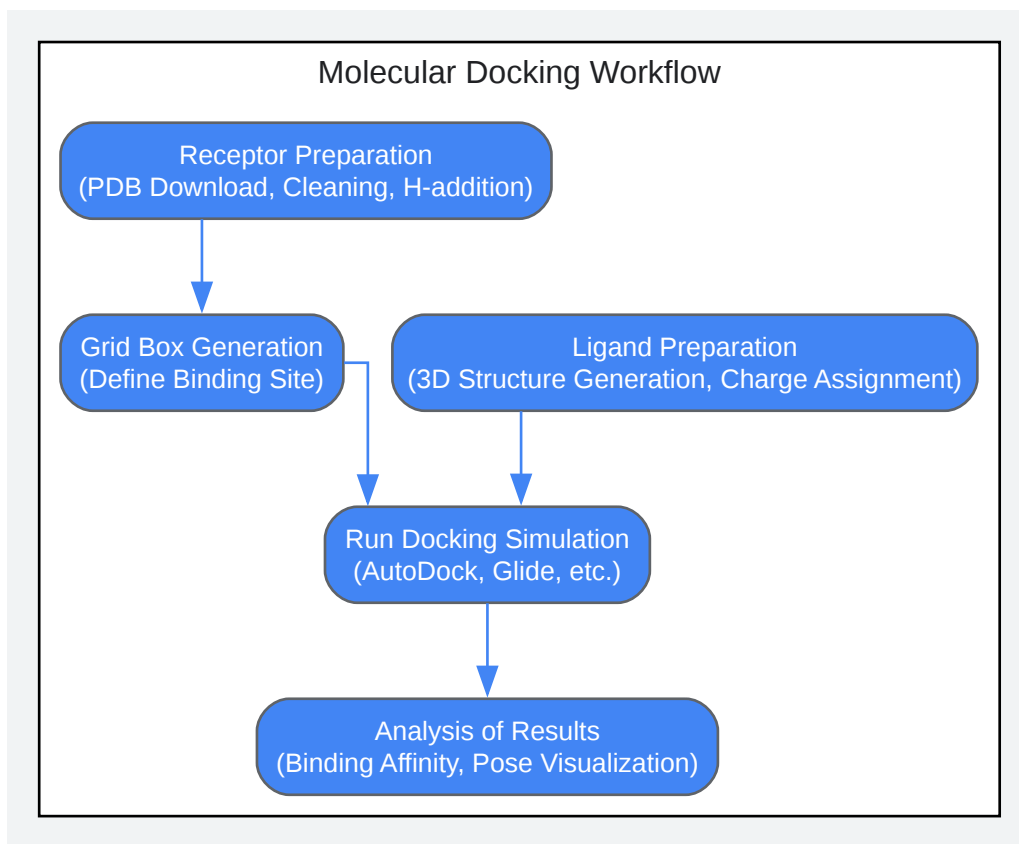 Molecular Docking Workflow
Receptor Preparation
(PDB Download, Cleaning, H-addition)
Grid Box Generation
(Define Binding Site)
Ligand Preparation
(3D Structure Generation, Charge Assignment)
Run Docking Simulation
(AutoDock, Glide, etc.)
Analysis of Results
(Binding Affinity, Pose Visualization)